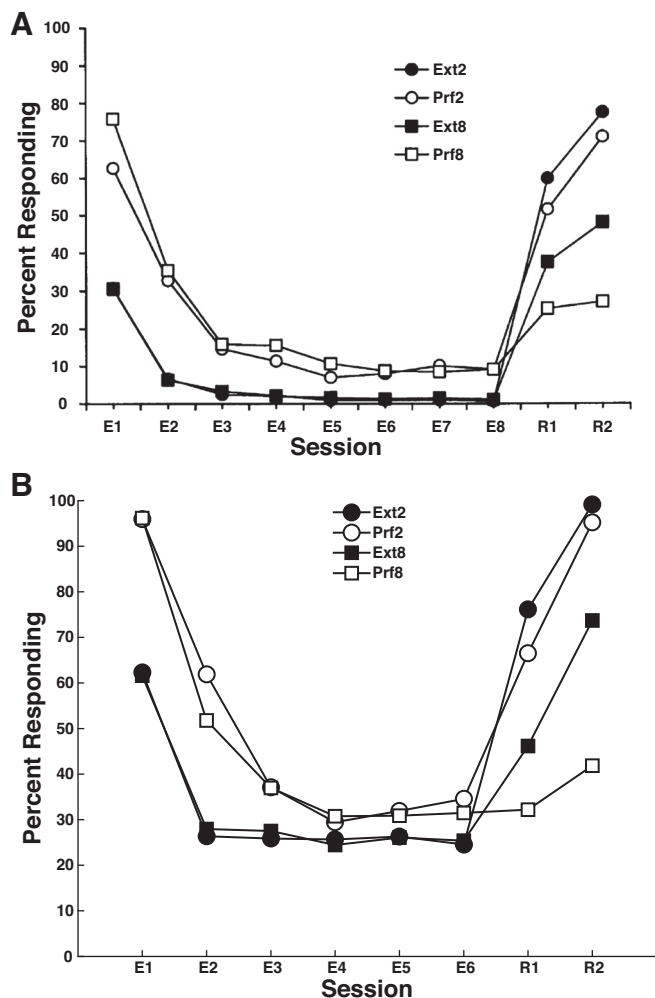 A
Percent Responding
100
90
80
70
60
50
40
30
20
10
0
Ext2
Prf2
Ext8
Prf8
E1 E2 E3 E4 E5 E6 E7 E8 R1 R2
Session
B
Percent Responding
100
90
80
70
60
50
40
30
20
10
0
Ext2
Prf2
Ext8
Prf8
E1 E2 E3 E4 E5 E6 R1 R2
Session